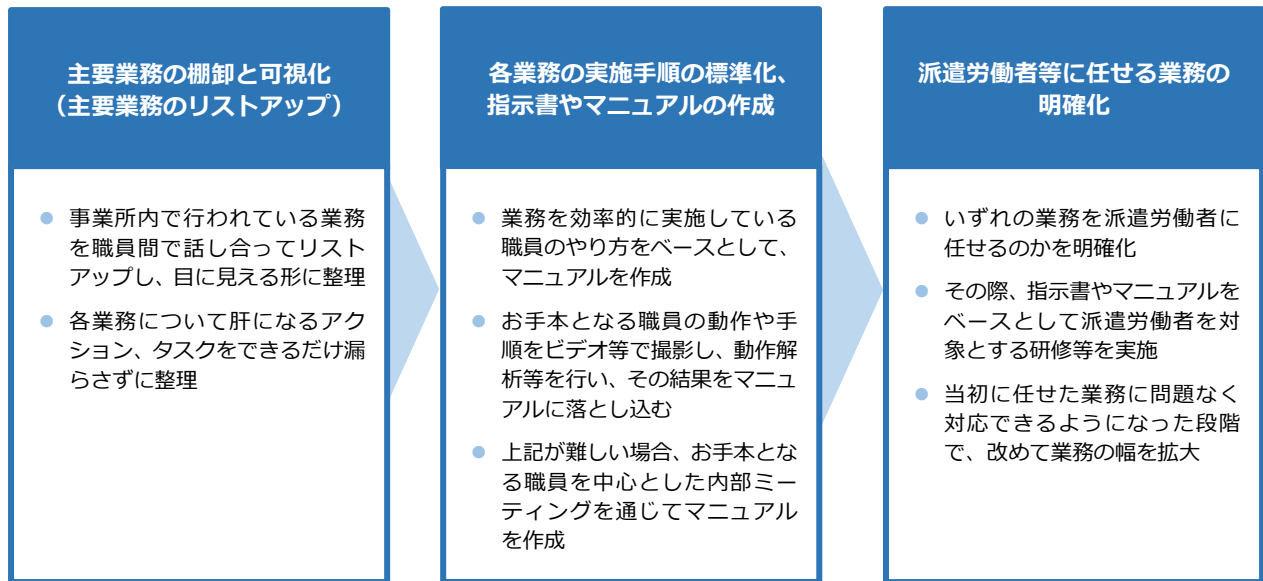 主要業務の棚卸と可視化
（主要業務のリストアップ）
● 事業所内で行われている業務
を職員間で話し合ってリスト
アップし、目に見える形に整理
● 各業務について肝になるアク
ション、タスクをできるだけ漏
らさずに整理
各業務の実施手順の標準化、
指示書やマニュアルの作成
● 業務を効率的に実施している
職員のやり方をベースとして、
マニュアルを作成
● お手本となる職員の動作や手
順をビデオ等で撮影し、動作解
析等を行い、その結果をマニュ
アルに落とし込む
● 上記が難しい場合、お手本とな
る職員を中心とした内部ミー
ティングを通じてマニュアル
を作成
派遣労働者等に任せる業務の
明確化
● いずれの業務を派遣労働者に
任せるのかを明確化
● その際、指示書やマニュアルを
ベースとして派遣労働者を対
象とする研修等を実施
● 当初に任せた業務に問題なく
対応できるようになった段階
で、改めて業務の幅を拡大